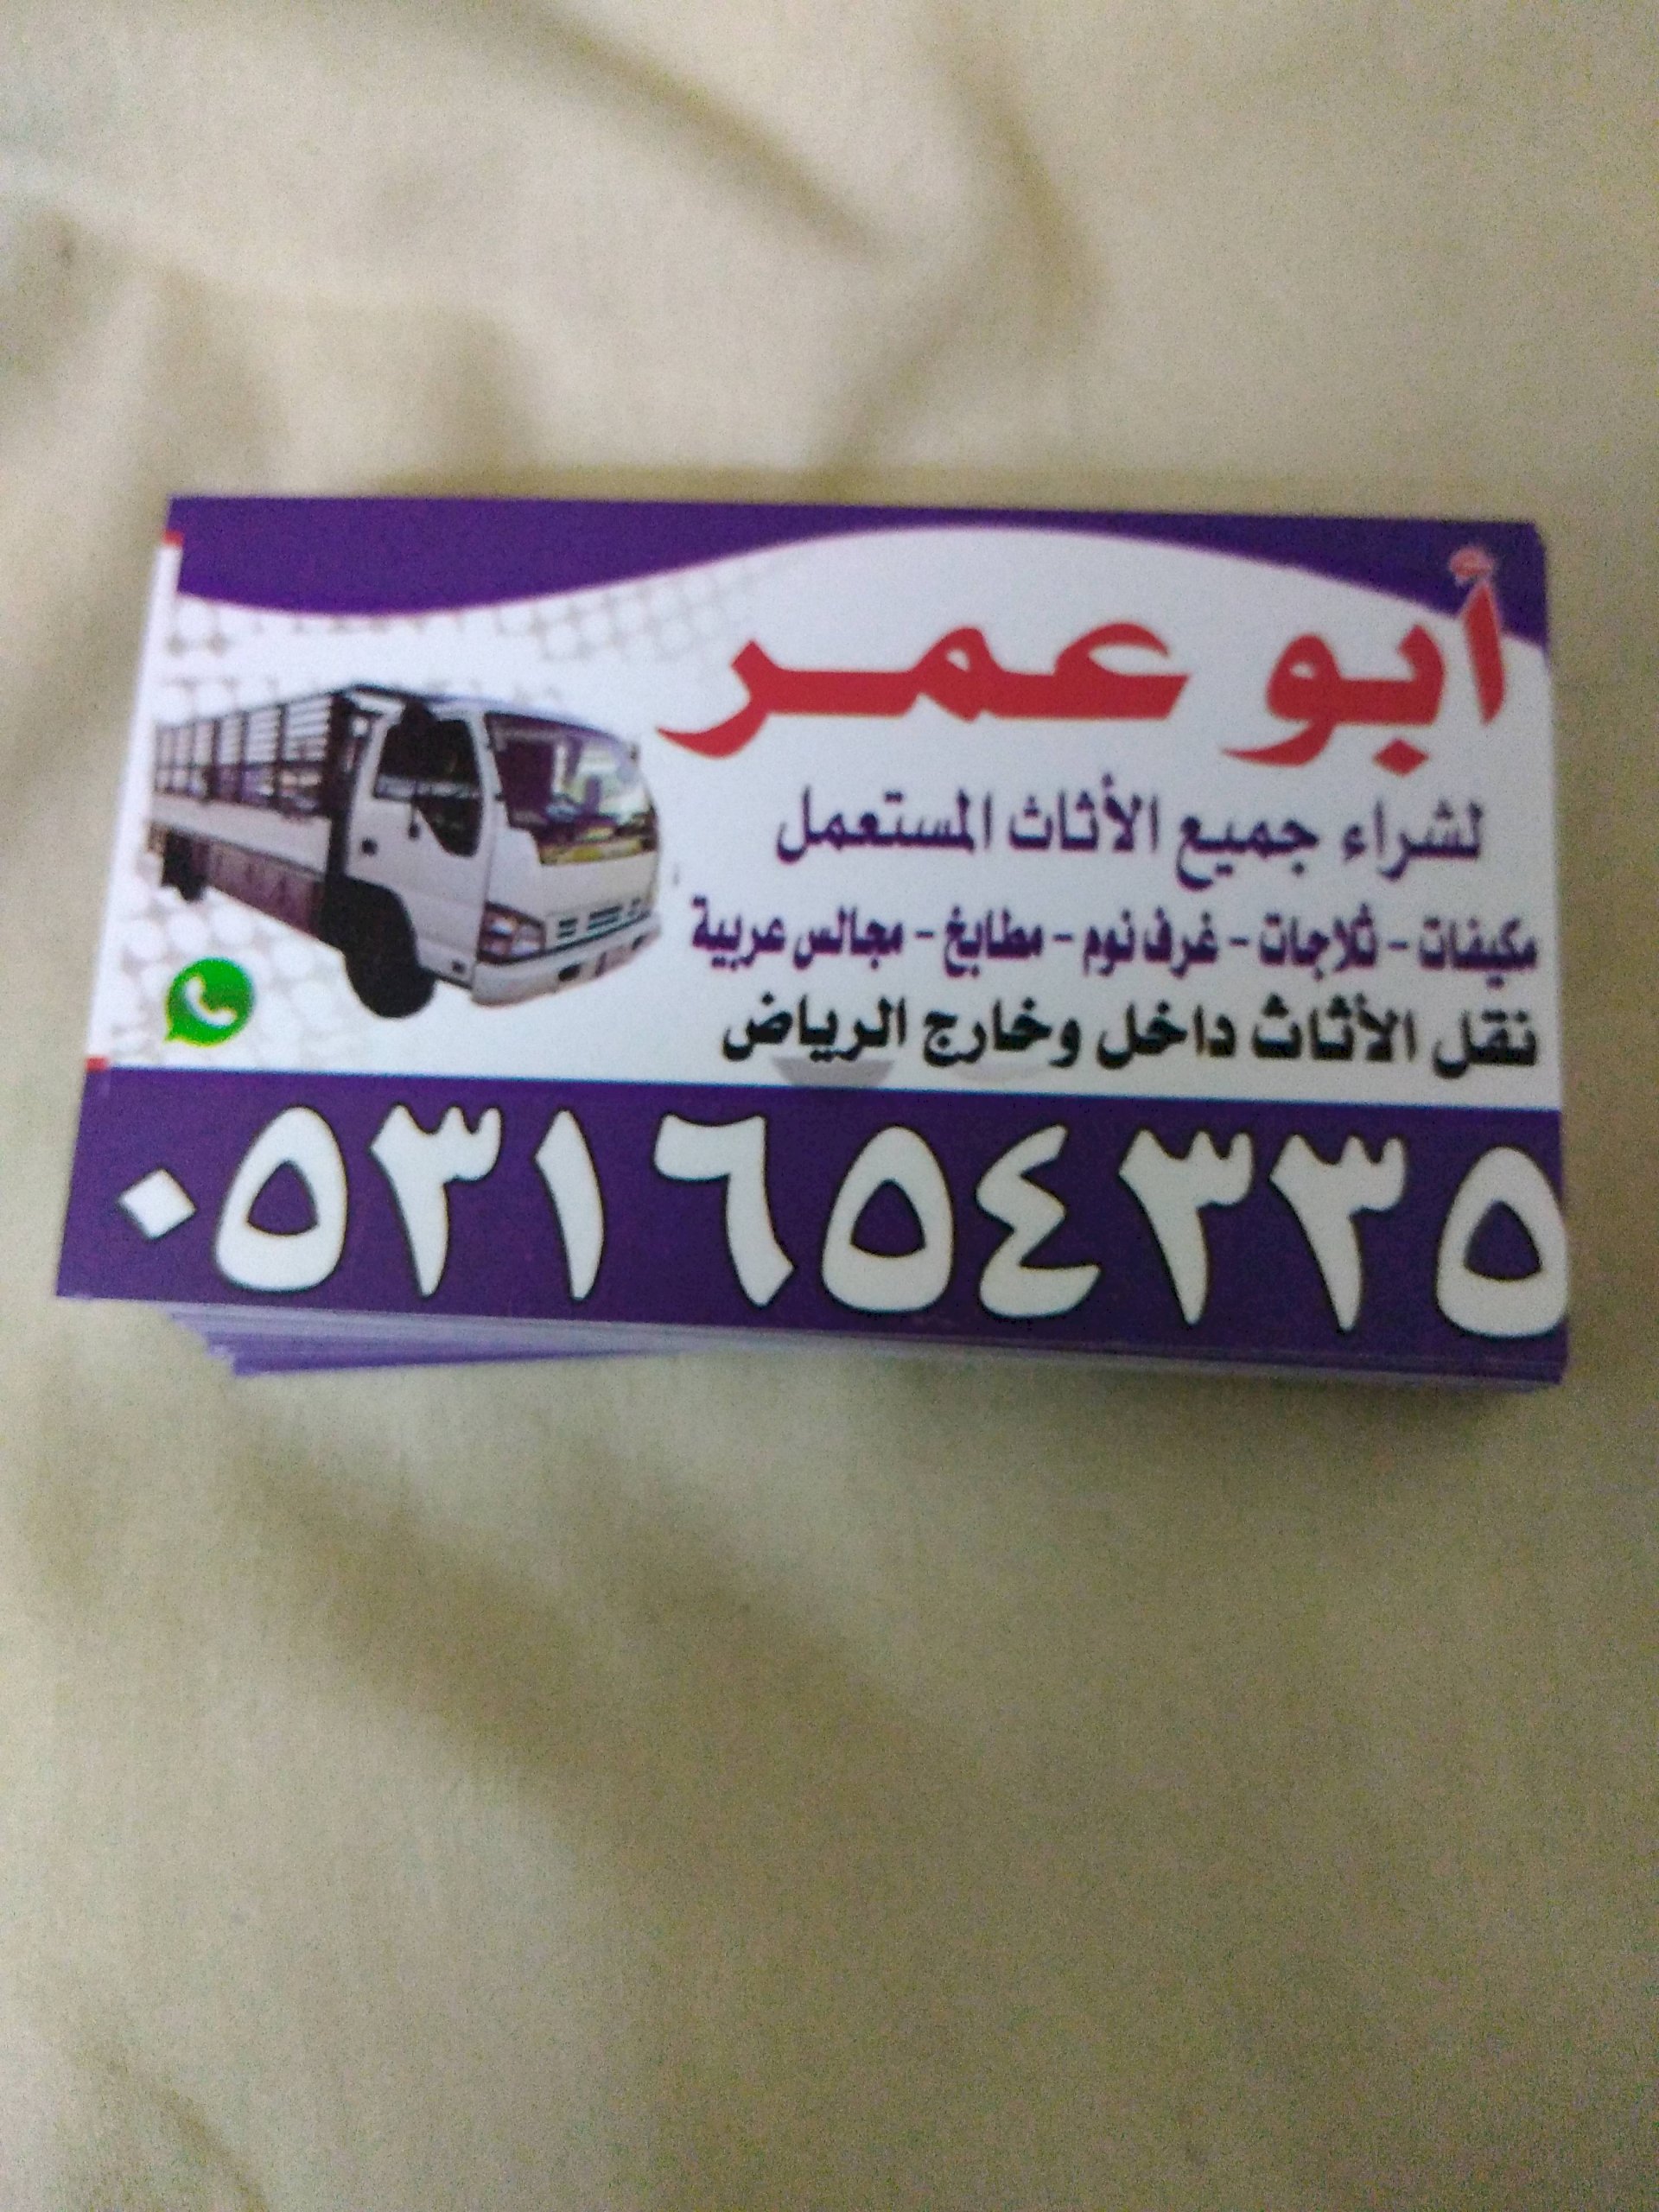 أبو عمر
لشراء جميع الأثاث المستعمل
مكيفات - ثلاجات - غرف نوم - مطابخ - مجالس عربية
نقل الأثاث داخل وخارج الرياض
٠٥٣١٦٥٤٣٣٥